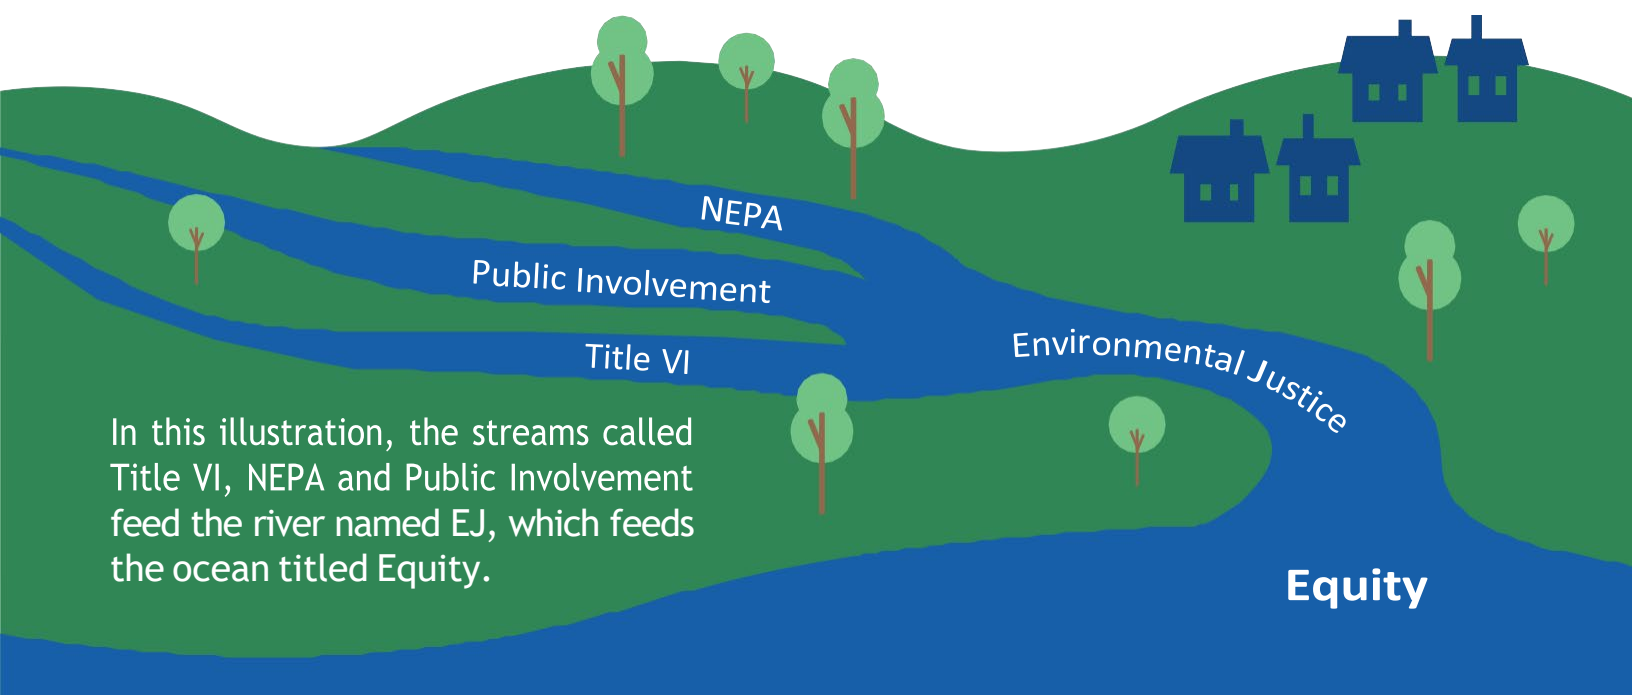 NEPA
Public Involvement
Title VI
Environmental Justice
In this illustration, the streams called
Title VI, NEPA and Public Involvement
feed the river named EJ, which feeds
the ocean titled Equity.
Equity